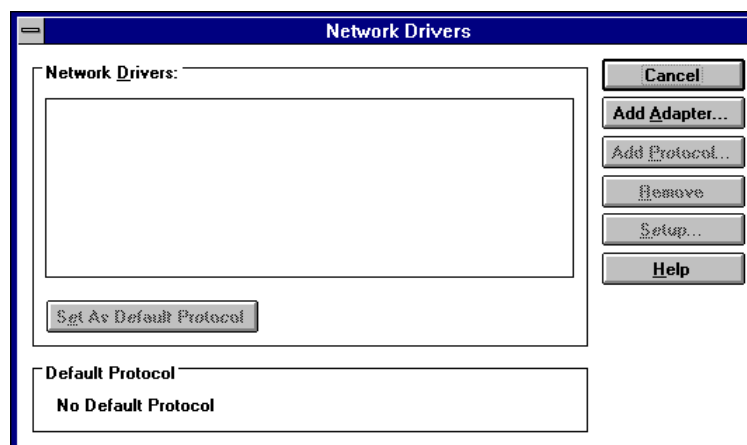 Network Drivers
Network Drivers:
Cancel
Add Adapter...
Add Protocol...
Remove
Setup...
Help
Set As Default Protocol
Default Protocol
No Default Protocol